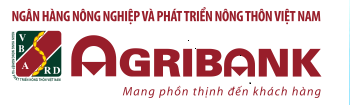 NGÂN HÀNG NÔNG NGHIỆP VÀ PHÁT TRIỂN NÔNG THÔN VIỆT NAM
VBARD
AGRIBANK
Mang phồn thịnh đến khách hàng